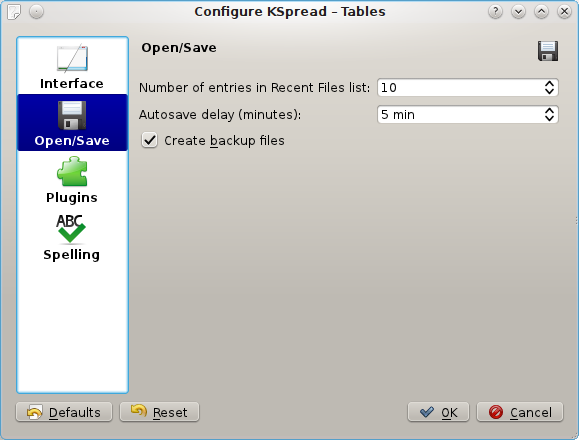 Configure KSpread – Tables
Interface
Open/Save
Plugins
ABC
Spelling
Open/Save
Number of entries in Recent Files list: 10
Autosave delay (minutes): 5 min
Create backup files
Defaults
Reset
OK
Cancel